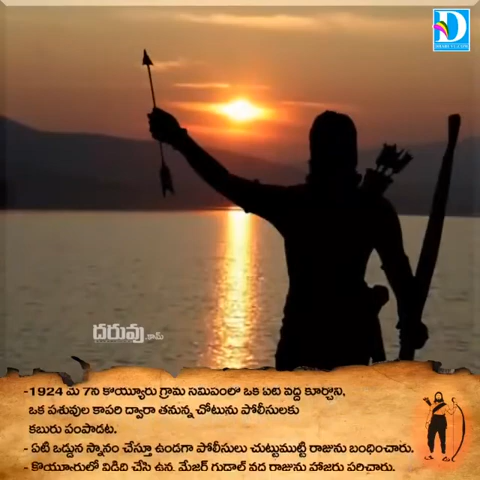 D
దరువు.కామ్
-1924 మే 7న కొయ్యూరు గ్రామ సమీపంలో ఒక ఏటి వద్ద కూర్చుని,
ఒక పశువుల కాపరి ద్వారా తనున్న చోటును పోలీసులకు
కబురు పంపాడట.
- ఏటి ఒడ్డున స్నానం చేస్తూ ఉండగా పోలీసులు చుట్టుముట్టి రాజును బంధించారు.
- కొయ్యూరులో విడిది చేసి ఉన్న మేజర్ గుడాల్ వద్ద రాజును హాజరు పరిచారు.